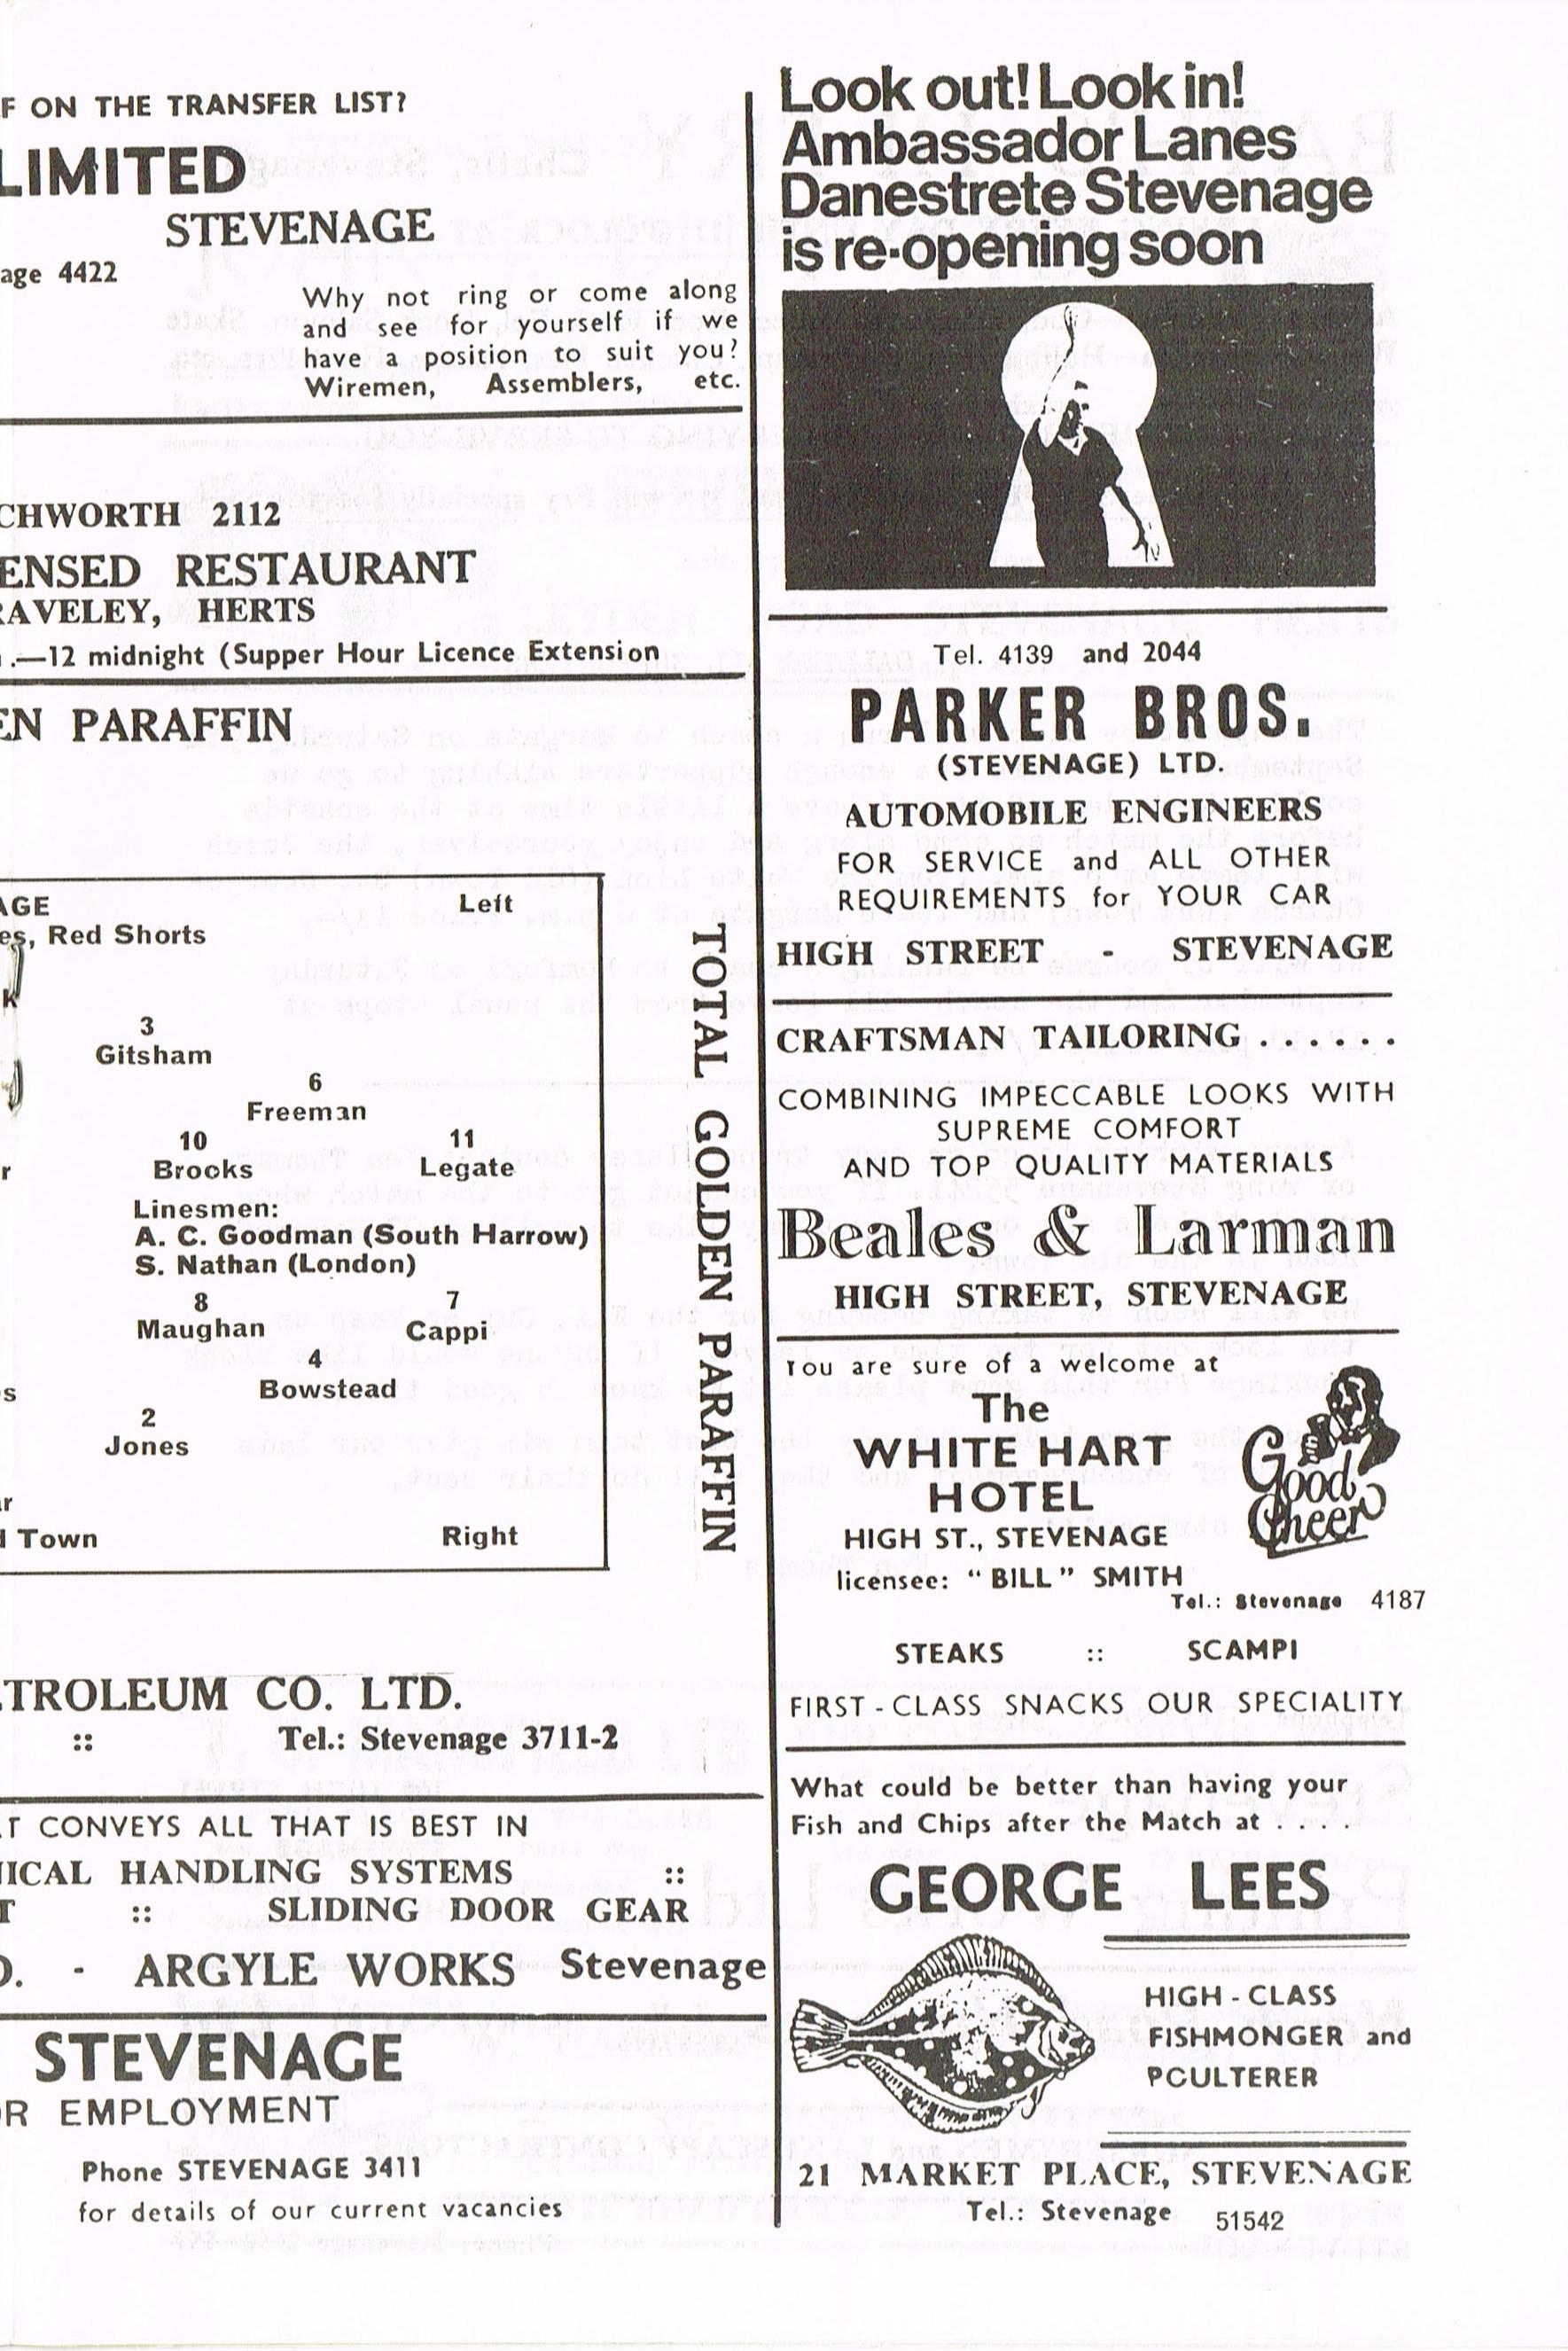 F ON THE TRANSFER LIST?
LIMITED
STEVENAGE
age 4422
Why not ring or come along
and see for yourself if we
have a position to suit you?
Wiremen, Assemblers, etc.
CHWORTH 2112
ENSED RESTAURANT
RAVELEY, HERTS
.—12 midnight (Supper Hour Licence Extension
EN PARAFFIN
AGE Left
es, Red Shorts
k
3
Gitsham
6
Freeman
10 11
r Brooks Legate
Linesmen:
A. C. Goodman (South Harrow)
S. Nathan (London)
8 7
Maughan Cappi
4
s Bowstead
2
Jones
ar
d Town Right
TOTAL GOLDEN PARAFFIN
TROLEUM CO. LTD.
:: Tel.: Stevenage 3711-2
T CONVEYS ALL THAT IS BEST IN
NICAL HANDLING SYSTEMS ::
T :: SLIDING DOOR GEAR
D. - ARGYLE WORKS Stevenage
STEVENAGE
OR EMPLOYMENT
Phone STEVENAGE 3411
for details of our current vacancies
Look out! Look in!
Ambassador Lanes
Danestrete Stevenage
is re-opening soon
Tel. 4139 and 2044
PARKER BROS.
(STEVENAGE) LTD.
AUTOMOBILE ENGINEERS
FOR SERVICE and ALL OTHER
REQUIREMENTS for YOUR CAR
HIGH STREET - STEVENAGE
CRAFTSMAN TAILORING . . . . . .
COMBINING IMPECCABLE LOOKS WITH
SUPREME COMFORT
AND TOP QUALITY MATERIALS
Beales & Larman
HIGH STREET, STEVENAGE
You are sure of a welcome at
The
WHITE HART
HOTEL
Good
Cheer
HIGH ST., STEVENAGE
licensee: "BILL" SMITH
Tel.: Stevenage 4187
STEAKS :: SCAMPI
FIRST-CLASS SNACKS OUR SPECIALITY
What could be better than having your
Fish and Chips after the Match at . . . .
GEORGE LEES
HIGH-CLASS
FISHMONGER and
POULTERER
21 MARKET PLACE, STEVENAGE
Tel.: Stevenage 51542